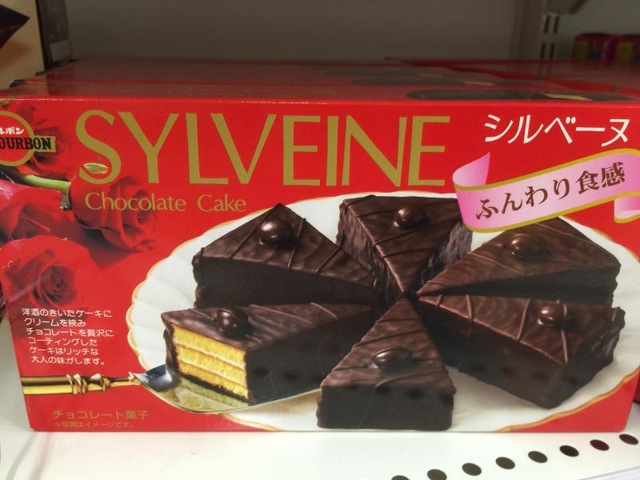 ルボン
OURBON
SYLVEINE
シルベーヌ
Chocolate Cake
ふんわり食感
洋酒のきいたケーキに
クリームを挟み
チョコレートを贅沢に
コーティングした
ケーキはリッチな
大人の味がします。
チョコレート菓子
※写真はイメージです。